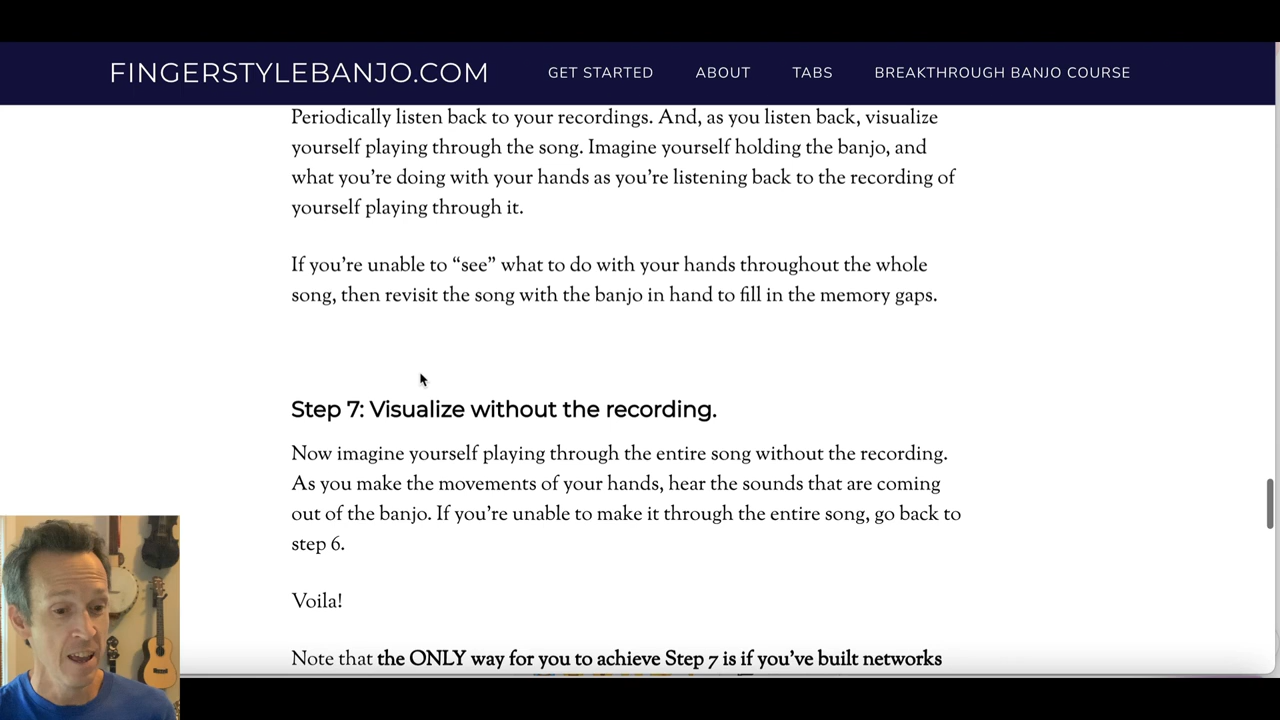 FINGERSTYLEBANJO.COM GET STARTED ABOUT TABS BREAKTHROUGH BANJO COURSE
Periodically listen back to your recordings. And, as you listen back, visualize
yourself playing through the song. Imagine yourself holding the banjo, and
what you're doing with your hands as you're listening back to the recording of
yourself playing through it.
If you're unable to “see” what to do with your hands throughout the whole
song, then revisit the song with the banjo in hand to fill in the memory gaps.
Step 7: Visualize without the recording.
Now imagine yourself playing through the entire song without the recording.
As you make the movements of your hands, hear the sounds that are coming
out of the banjo. If you're unable to make it through the entire song, go back to
step 6.
Voila!
Note that the ONLY way for you to achieve Step 7 is if you've built networks